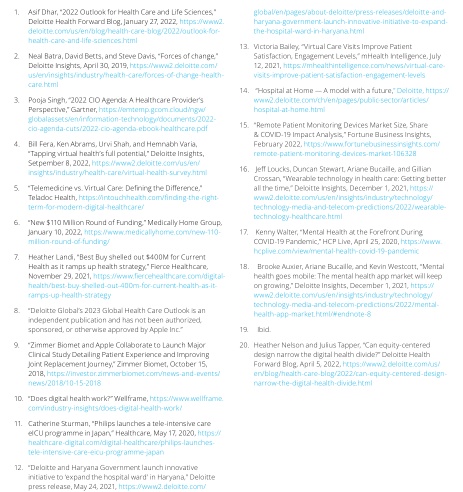 1. Asif Dhar, "2022 Outlook for Health Care and Life Sciences,"
Deloitte Health Forward Blog, January 27, 2022, https://www2.
deloitte.com/us/en/blog/health-care-blog/2022/outlook-for-
health-care-and-life-sciences.html
2. Neal Batra, David Betts, and Steve Davis, "Forces of change,"
Deloitte Insights, April 30, 2019, https://www2.deloitte.com/
us/en/insights/industry/health-care/forces-of-change-health-
care.html
3. Pooja Singh, "2022 CIO Agenda: A Healthcare Provider's
Perspective," Gartner, https://emtemp.gcom.cloud/ngw/
globalassets/en/information-technology/documents/2022-
cio-agenda-cuts/2022-cio-agenda-ebook-healthcare.pdf
4. Bill Fera, Ken Abrams, Urvi Shah, and Hemnabh Varia,
"Tapping virtual health's full potential," Deloitte Insights,
Setpember 8, 2022, https://www2.deloitte.com/us/en/
insights/industry/health-care/virtual-health-survey.html
5. "Telemedicine vs. Virtual Care: Defining the Difference,"
Teladoc Health, https://intouchhealth.com/finding-the-right-
term-for-modern-digital-healthcare/
6. "New $110 Million Round of Funding," Medically Home Group,
January 10, 2022, https://www.medicallyhome.com/new-110-
million-round-of-funding/
7. Heather Landi, "Best Buy shelled out $400M for Current
Health as it ramps up health strategy," Fierce Healthcare,
November 29, 2021, https://www.fiercehealthcare.com/digital-
health/best-buy-shelled-out-400m-for-current-health-as-it-
ramps-up-health-strategy
8. "Deloitte Global's 2023 Global Health Care Outlook is an
independent publication and has not been authorized,
sponsored, or otherwise approved by Apple Inc."
9. "Zimmer Biomet and Apple Collaborate to Launch Major
Clinical Study Detailing Patient Experience and Improving
Joint Replacement Journey," Zimmer Biomet, October 15,
2018, https://investor.zimmerbiomet.com/news-and-events/
news/2018/10-15-2018
10. "Does digital health work?" Wellframe, https://www.wellframe.
com/industry-insights/does-digital-health-work/
11. Catherine Sturman, "Philips launches a tele-intensive care
eICU programme in Japan," Healthcare, May 17, 2020, https://
healthcare-digital.com/digital-healthcare/philips-launches-
tele-intensive-care-eicu-programme-japan
12. "Deloitte and Haryana Government launch innovative
initiative to 'expand the hospital ward' in Haryana," Deloitte
press release, May 24, 2021, https://www2.deloitte.com/
global/en/pages/about-deloitte/press-releases/deloitte-and-
haryana-government-launch-innovative-initiative-to-expand-
the-hospital-ward-in-haryana.html
13. Victoria Bailey, "Virtual Care Visits Improve Patient
Satisfaction, Engagement Levels," mHealth Intelligence, July
12, 2021, https://mhealthintelligence.com/news/virtual-care-
visits-improve-patient-satisfaction-engagement-levels
14. "Hospital at Home — A model with a future," Deloitte, https://
www2.deloitte.com/ch/en/pages/public-sector/articles/
hospital-at-home.html
15. "Remote Patient Monitoring Devices Market Size, Share
& COVID-19 Impact Analysis," Fortune Business Insights,
February 2022, https://www.fortunebusinessinsights.com/
remote-patient-monitoring-devices-market-106328
16. Jeff Loucks, Duncan Stewart, Ariane Bucaille, and Gillian
Crossan, "Wearable technology in health care: Getting better
all the time," Deloitte Insights, December 1, 2021, https://
www2.deloitte.com/us/en/insights/industry/technology/
technology-media-and-telecom-predictions/2022/wearable-
technology-healthcare.html
17. Kenny Walter, "Mental Health at the Forefront During
COVID-19 Pandemic," HCP Live, April 25, 2020, https://www.
hcplive.com/view/mental-health-covid-19-pandemic
18. Brooke Auxier, Ariane Bucaille, and Kevin Westcott, "Mental
health goes mobile: The mental health app market will keep
on growing," Deloitte Insights, December 1, 2021, https://
www2.deloitte.com/us/en/insights/industry/technology/
technology-media-and-telecom-predictions/2022/mental-
health-app-market.html#endnote-8
19. Ibid.
20. Heather Nelson and Julius Tapper, "Can equity-centered
design narrow the digital health divide?" Deloitte Health
Forward Blog, April 5, 2022, https://www2.deloitte.com/us/
en/blog/health-care-blog/2022/can-equity-centered-design-
narrow-the-digital-health-divide.html